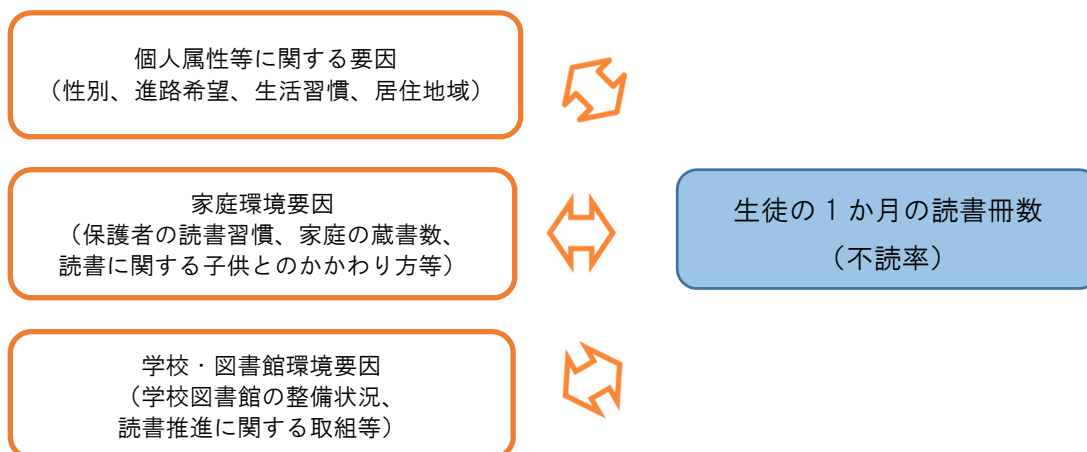 個人属性等に関する要因
（性別、進路希望、生活習慣、居住地域）
家庭環境要因
（保護者の読書習慣、家庭の蔵書数、
読書に関する子供とのかかわり方等）
学校・図書館環境要因
（学校図書館の整備状況、
読書推進に関する取組等）
生徒の 1 か月の読書冊数
（不読率）